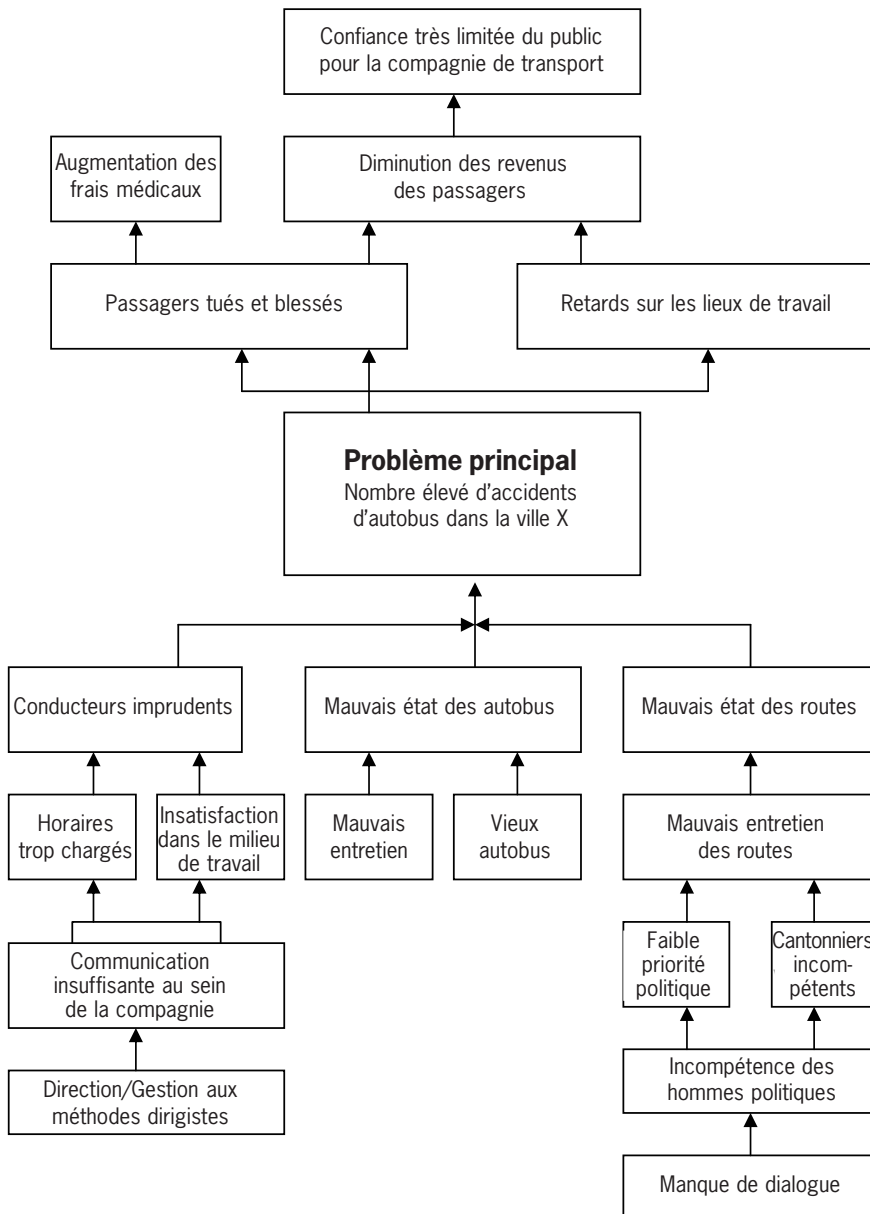 Confiance très limitée du public
pour la compagnie de transport
Augmentation des
frais médicaux
Diminution des revenus
des passagers
Passagers tués et blessés
Retards sur les lieux de travail
Problème principal
Nombre élevé d'accidents
d'autobus dans la ville X
Conducteurs imprudents
Mauvais état des autobus
Mauvais état des routes
Horaires
trop chargés
Insatisfaction
dans le milieu
de travail
Mauvais
entretien
Vieux
autobus
Mauvais entretien
des routes
Communication
insuffisante au sein
de la compagnie
Faible
priorité
politique
Cantonniers
incom-
pétents
Direction/Gestion aux
méthodes dirigistes
Incompétence des
hommes politiques
Manque de dialogue